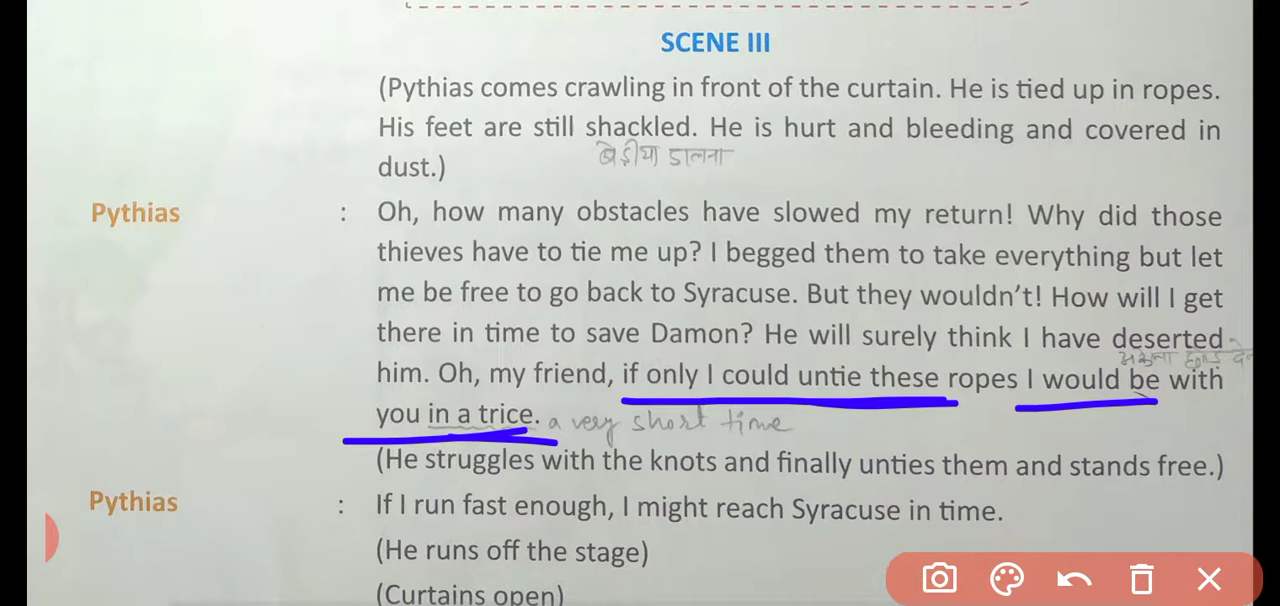 SCENE III
(Pythias comes crawling in front of the curtain. He is tied up in ropes.
His feet are still shackled. He is hurt and bleeding and covered in
बेड़ीया डालना
dust.)
Pythias : Oh, how many obstacles have slowed my return! Why did those
thieves have to tie me up? I begged them to take everything but let
me be free to go back to Syracuse. But they wouldn't! How will I get
there in time to save Damon? He will surely think I have deserted
him. Oh, my friend, if only I could untie these ropes I would be with
you in a trice. a very short time
(He struggles with the knots and finally unties them and stands free.)
Pythias : If I run fast enough, I might reach Syracuse in time.
(He runs off the stage)
(Curtains open)